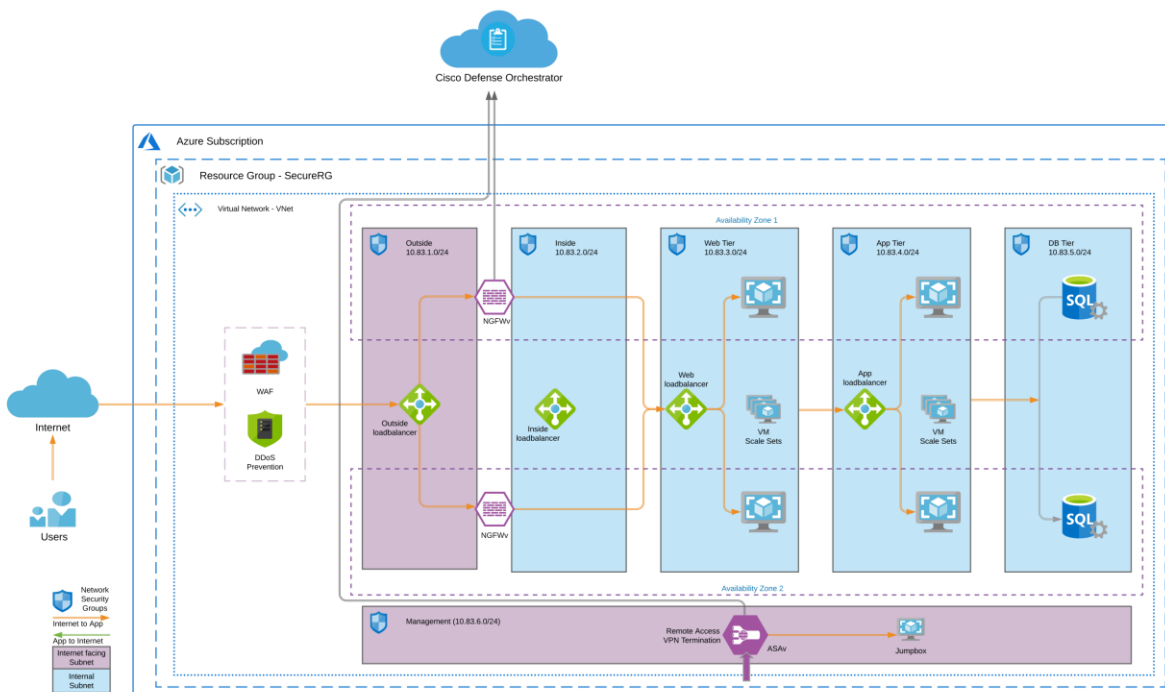 Cisco Defense Orchestrator
Azure Subscription
Resource Group - SecureRG
Virtual Network - VNet
Availability Zone 1
Outside
10.83.1.0/24
Inside
10.83.2.0/24
Web Tier
10.83.3.0/24
App Tier
10.83.4.0/24
DB Tier
10.83.5.0/24
SQL
NGFWv
WAF
DDoS
Prevention
Internet
Users
Outside
loadbalancer
Inside
loadbalancer
Web
loadbalancer
VM
Scale Sets
App
loadbalancer
VM
Scale Sets
NGFWv
SQL
Availability Zone 2
Management (10.83.6.0/24)
Remote Access
VPN Termination
ASAv
Jumpbox
Network
Security
Groups
Internet to App
App to Internet
Internet facing
Subnet
Internal
Subnet